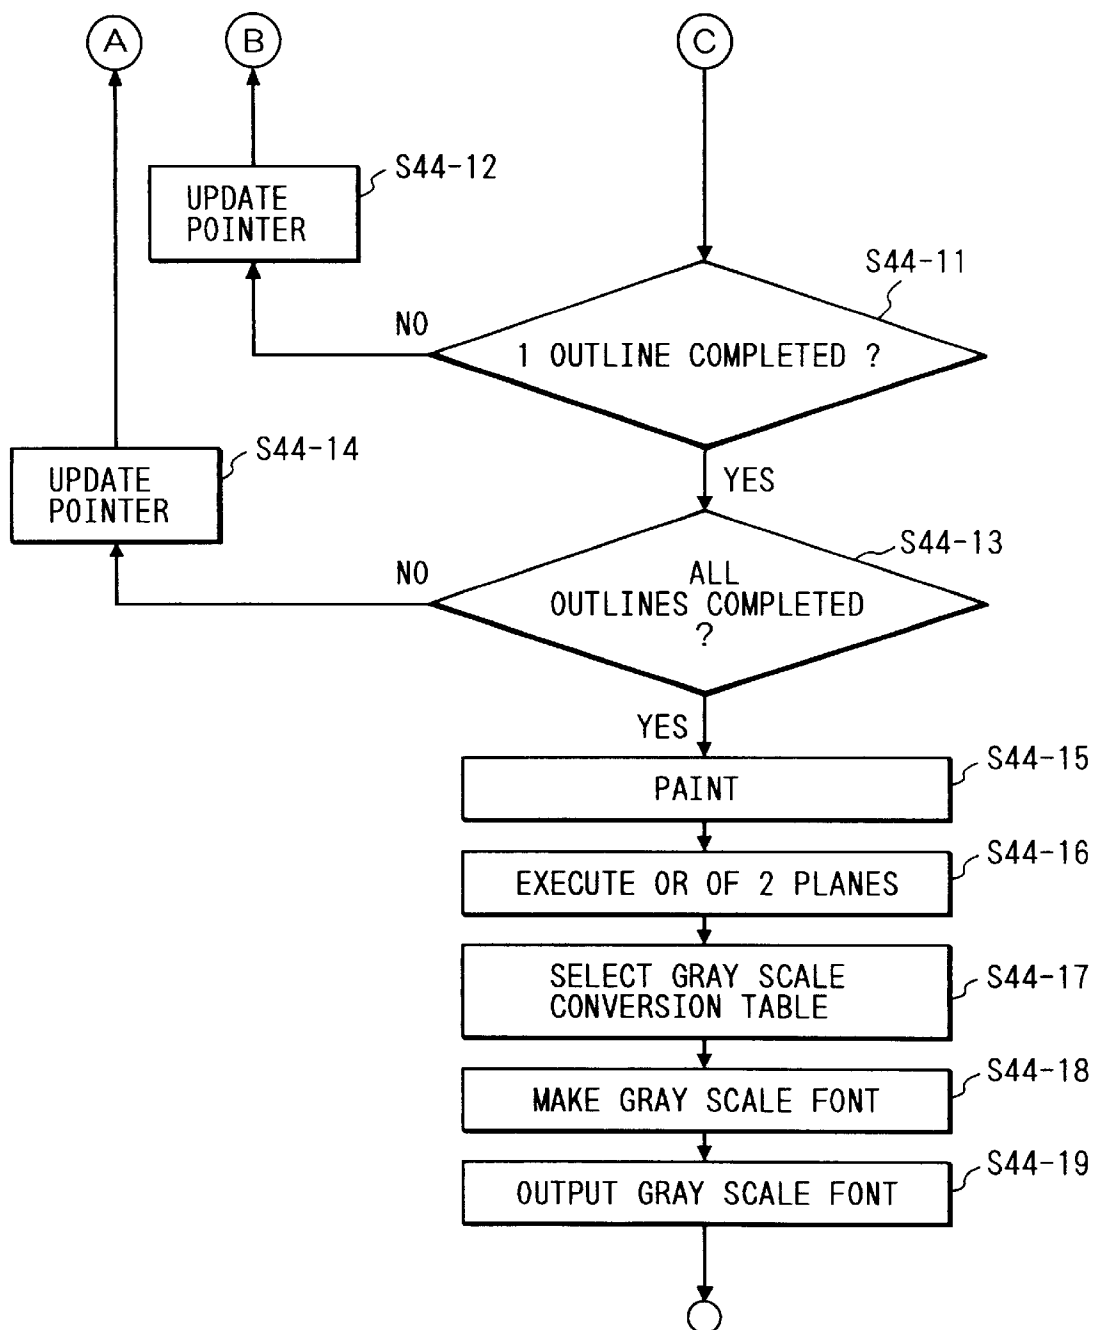 A
B
C
S44-12
UPDATE
POINTER
S44-11
NO
1 OUTLINE COMPLETED ?
S44-14
UPDATE
POINTER
YES
S44-13
NO
ALL
OUTLINES COMPLETED
?
YES
S44-15
PAINT
S44-16
EXECUTE OR OF 2 PLANES
S44-17
SELECT GRAY SCALE
CONVERSION TABLE
S44-18
MAKE GRAY SCALE FONT
S44-19
OUTPUT GRAY SCALE FONT